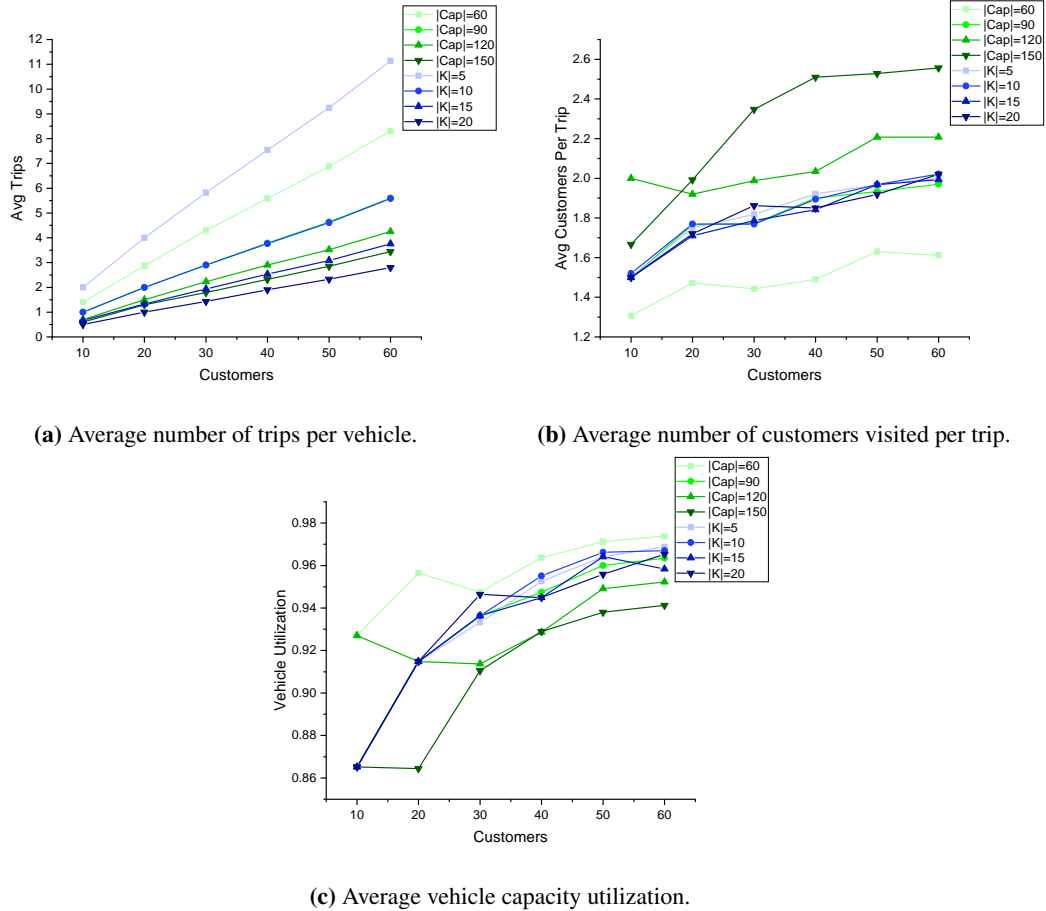 |Cap|=60
|Cap|=90
|Cap|=120
|Cap|=150
|K|=5
|K|=10
|K|=15
|K|=20
12
11
10
9
8
7
6
5
4
3
2
1
0
Avg Trips
10 20 30 40 50 60
Customers
(a) Average number of trips per vehicle.
|Cap|=60
|Cap|=90
|Cap|=120
|Cap|=150
|K|=5
|K|=10
|K|=15
|K|=20
2.6
2.4
2.2
2.0
1.8
1.6
1.4
1.2
Avg Customers Per Trip
10 20 30 40 50 60
Customers
(b) Average number of customers visited per trip.
|Cap|=60
|Cap|=90
|Cap|=120
|Cap|=150
|K|=5
|K|=10
|K|=15
|K|=20
0.98
0.96
0.94
0.92
0.90
0.88
0.86
Vehicle Utilization
10 20 30 40 50 60
Customers
(c) Average vehicle capacity utilization.